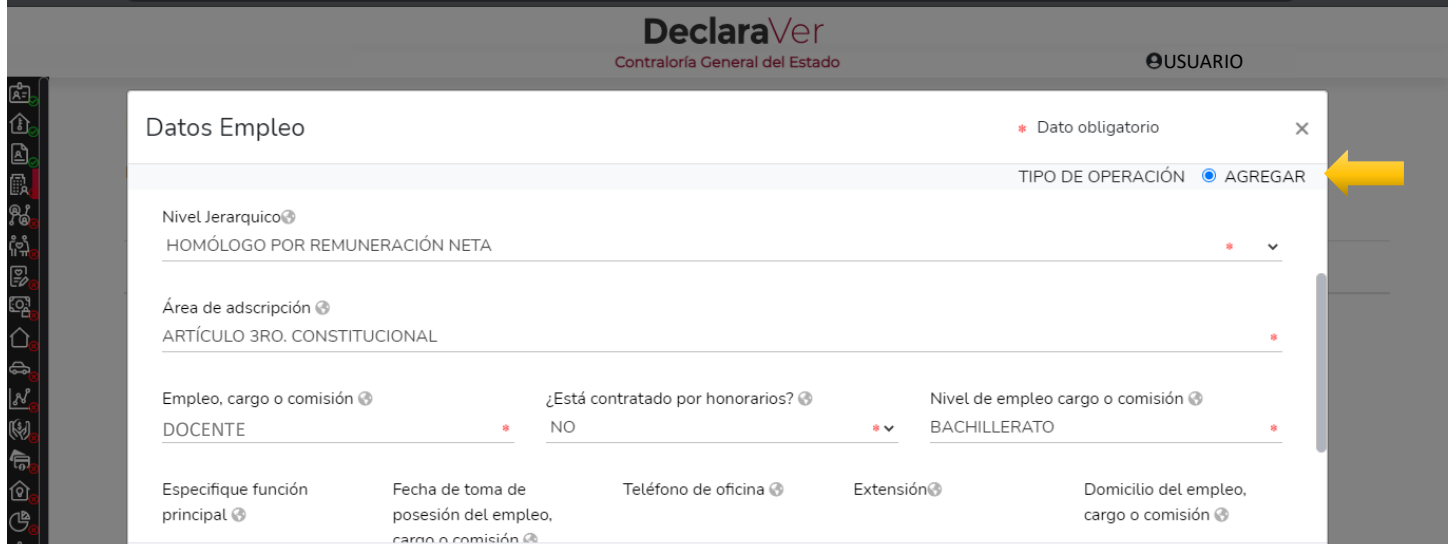 DeclaraVer
Contraloría General del Estado
USUARIO
Datos Empleo
* Dato obligatorio
×
TIPO DE OPERACIÓN AGREGAR
Nivel Jerarquico
HOMÓLOGO POR REMUNERACIÓN NETA *
Área de adscripción
ARTÍCULO 3RO. CONSTITUCIONAL *
Empleo, cargo o comisión ¿Está contratado por honorarios? Nivel de empleo cargo o comisión
DOCENTE * NO * BACHILLERATO *
Especifique función Fecha de toma de Teléfono de oficina Extensión Domicilio del empleo,
principal posesión del empleo, cargo o comisión
cargo o comisión